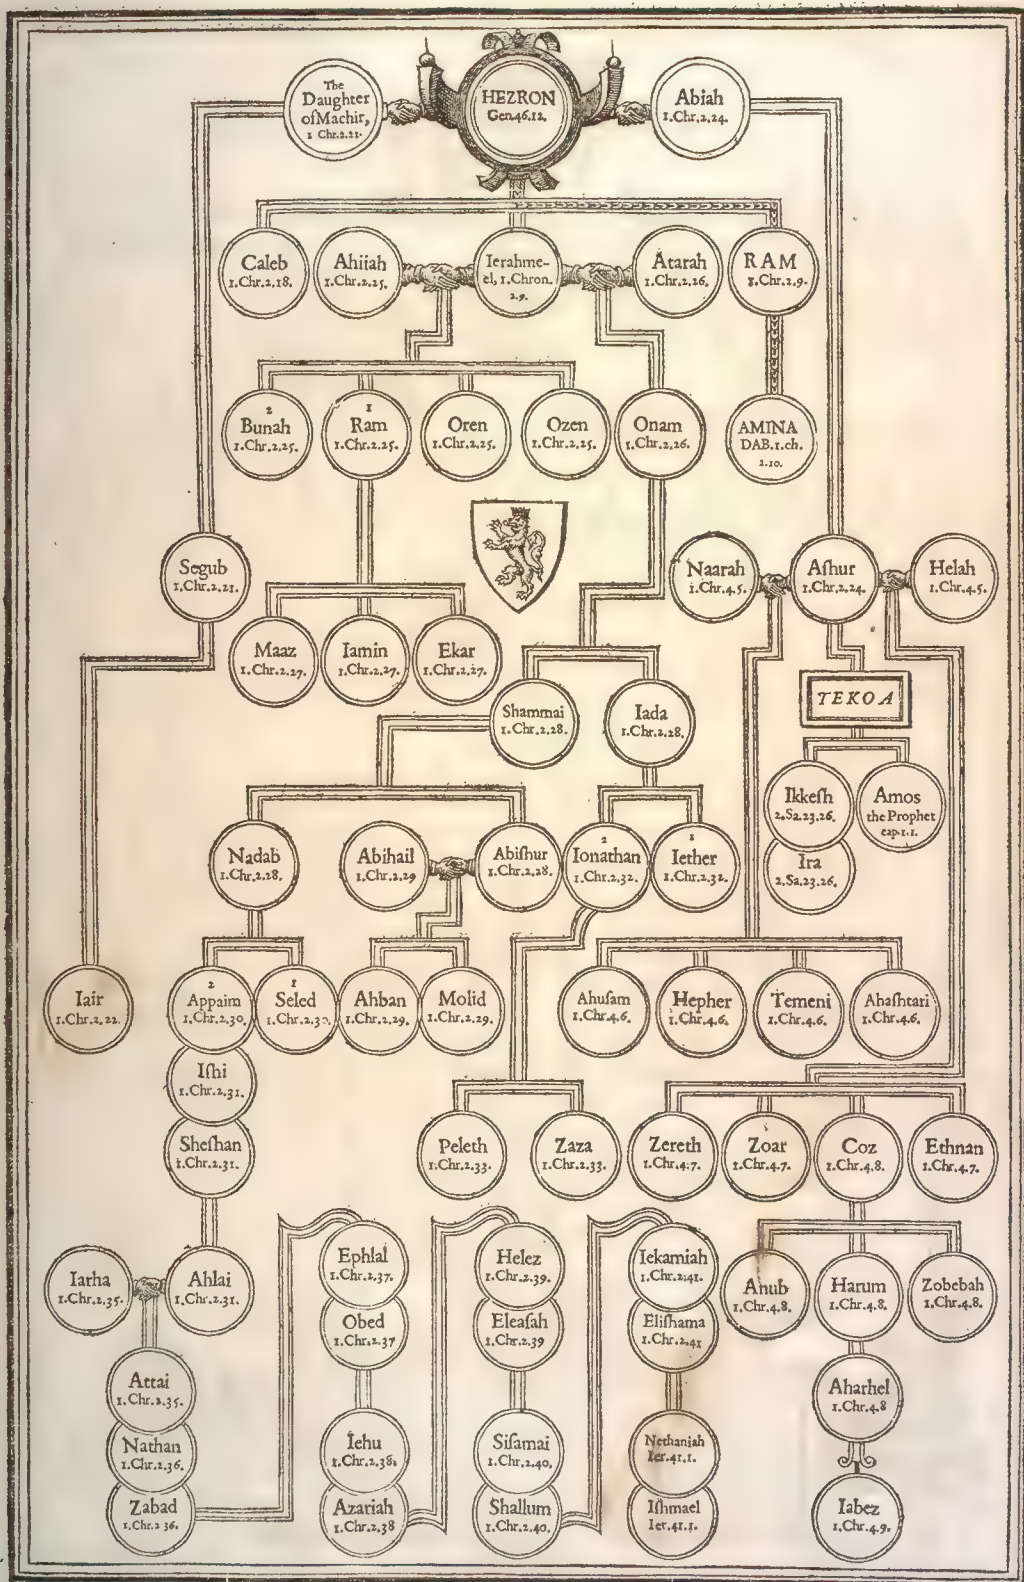 The
Daughter
of Machir,
1 Chr.2.21.
HEZRON
Gen.46.12.
Abiah
1.Chr.2.24.
Caleb
1.Chr.2.18.
Ahiiah
1.Chr.2.25.
Ierahme-
el, 1.Chron.
2.9.
Atarah
1.Chr.2.26.
RAM
1.Chr.2.9.
2
Bunah
1.Chr.2.25.
1
Ram
1.Chr.2.25.
Oren
1.Chr.2.25.
Ozen
1.Chr.2.25.
Onam
1.Chr.2.26.
AMINA
DAB.1.ch.
2.10.
Segub
1.Chr.2.21.
Naarah
1.Chr.4.5.
Aſhur
1.Chr.2.24.
Helah
1.Chr.4.5.
Maaz
1.Chr.2.27.
Iamin
1.Chr.2.27.
Ekar
1.Chr.2.27.
Shammai
1.Chr.2.28.
Iada
1.Chr.2.28.
TEKOA
Ikkeſh
2.Sa.23.26.
Amos
the Prophet
cap.1.1.
Ira
2.Sa.23.26.
Nadab
1.Chr.2.28.
Abihail
1.Chr.2.29
Abiſhur
1.Chr.2.28.
2
Ionathan
1.Chr.2.32.
1
Iether
1.Chr.2.32.
Iair
1.Chr.2.22.
2
Appaim
1.Chr.2.30.
1
Seled
1.Chr.2.30.
Ahban
1.Chr.2.29.
Molid
1.Chr.2.29.
Ahuſam
1.Chr.4.6.
Hepher
1.Chr.4.6.
Temeni
1.Chr.4.6.
Ahaſhtari
1.Chr.4.6.
Iſhi
1.Chr.2.31.
Sheſhan
1.Chr.2.31.
Peleth
1.Chr.2.33.
Zaza
1.Chr.2.33.
Zereth
1.Chr.4.7.
Zoar
1.Chr.4.7.
Coz
1.Chr.4.8.
Ethnan
1.Chr.4.7.
Iarha
1.Chr.2.35.
Ahlai
1.Chr.2.31.
Ephlal
1.Chr.2.37.
Helez
1.Chr.2.39.
Iekamiah
1.Chr.2.41.
Anub
1.Chr.4.8.
Harum
1.Chr.4.8.
Zobebah
1.Chr.4.8.
Obed
1.Chr.2.37
Eleaſah
1.Chr.2.39
Eliſhama
1.Chr.2.41
Attai
1.Chr.2.35.
Aharhel
1.Chr.4.8
Nathan
1.Chr.2.36.
Iehu
1.Chr.2.38.
Siſamai
1.Chr.2.40.
Nethaniah
Ier.41.1.
Zabad
1.Chr.2 36.
Azariah
1.Chr.2.38
Shallum
1.Chr.2.40.
Iſhmael
Ier.41.1.
Iabez
1.Chr.4.9.